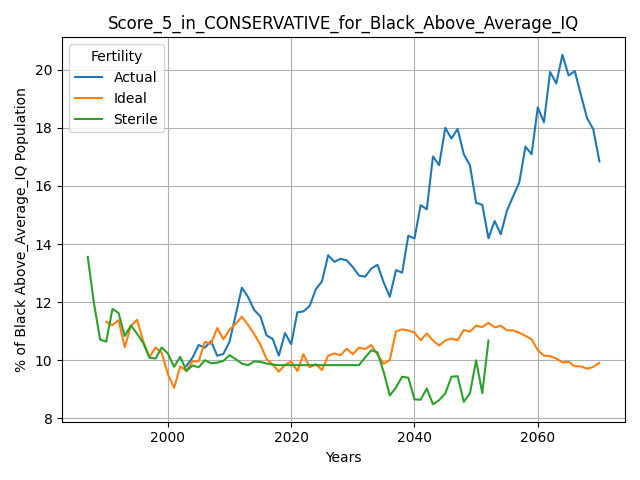 Score_5_in_CONSERVATIVE_for_Black_Above_Average_IQ
Fertility
Actual
Ideal
Sterile
% of Black Above_Average_IQ Population
20
18
16
14
12
10
8
2000
2020
2040
2060
Years